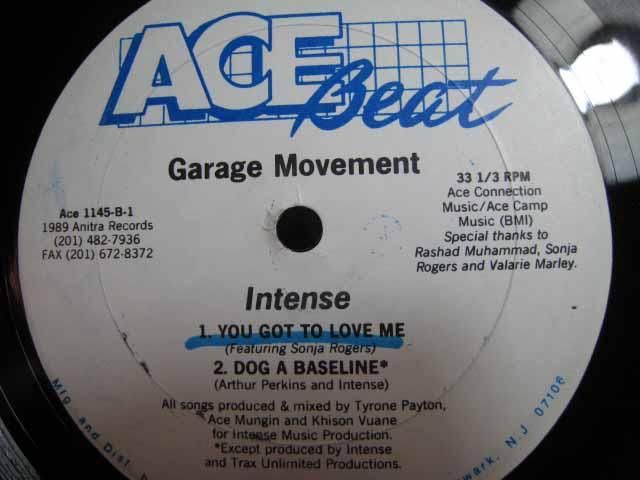 ACE
Beat
Garage Movement
Ace 1145-B-1
1989 Anitra Records
(201) 482-7936
FAX (201) 672-8372
33 1/3 RPM
Ace Connection
Music/Ace Camp
Music (BMI)
Special thanks to
Rashad Muhammad, Sonja
Rogers and Valarie Marley.
Intense
1. YOU GOT TO LOVE ME
(Featuring Sonja Rogers)
2. DOG A BASELINE*
(Arthur Perkins and Intense)
All songs produced & mixed by Tyrone Payton,
Ace Mungin and Khison Vuane
for Intense Music Production.
*Except produced by Intense
and Trax Unlimited Productions.
Mfg. and Dist. N.J. 07106